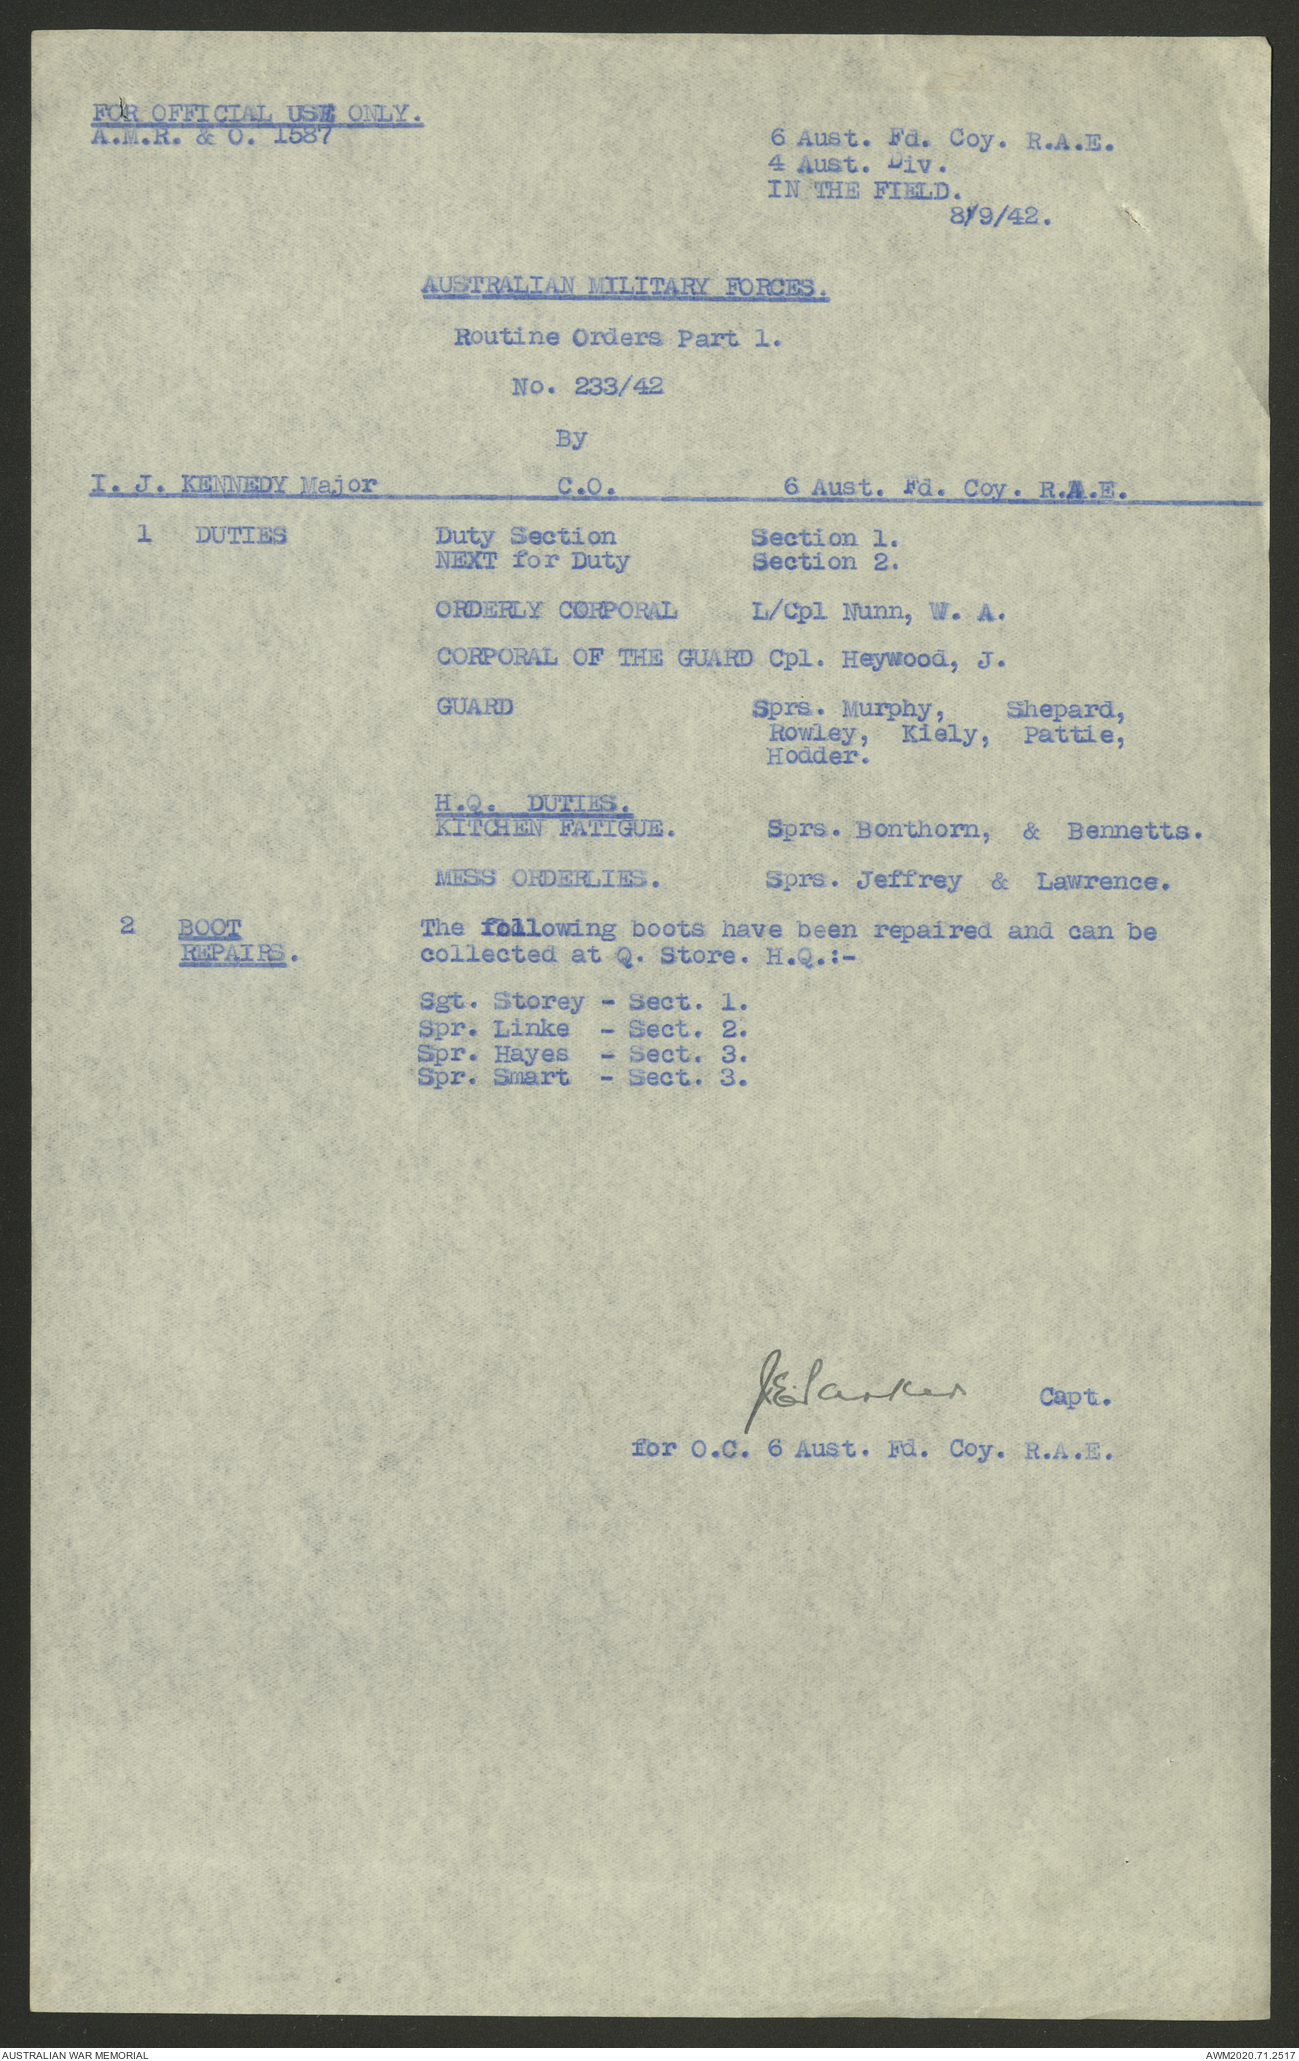 FOR OFFICIAL USE ONLY.
A.M.R. & O. 1587
6 Aust. Fd. Coy. R.A.E.
4 Aust. Div.
IN THE FIELD.
8/9/42.
AUSTRALIAN MILITARY FORCES.
Routine Orders Part 1.
No. 233/42
By
I. J. KENNEDY Major C.O. 6 Aust. Fd. Coy. R.A.E.
1 DUTIES Duty Section Section 1.
NEXT for Duty Section 2.
ORDERLY CORPORAL L/Cpl Nunn, W. A.
CORPORAL OF THE GUARD Cpl. Heywood, J.
GUARD Sprs. Murphy, Shepard,
Rowley, Kiely, Pattie,
Hodder.
H.Q. DUTIES.
KITCHEN FATIGUE. Sprs. Bonthorn, & Bennetts.
MESS ORDERLIES. Sprs. Jeffrey & Lawrence.
2 BOOT The following boots have been repaired and can be
REPAIRS. collected at Q. Store. H.Q.:-
Sgt. Storey - Sect. 1.
Spr. Linke - Sect. 2.
Spr. Hayes - Sect. 3.
Spr. Smart - Sect. 3.
J.E. Parker Capt.
for O.C. 6 Aust. Fd. Coy. R.A.E.
AUSTRALIAN WAR MEMORIAL
AWM2020.71.2517